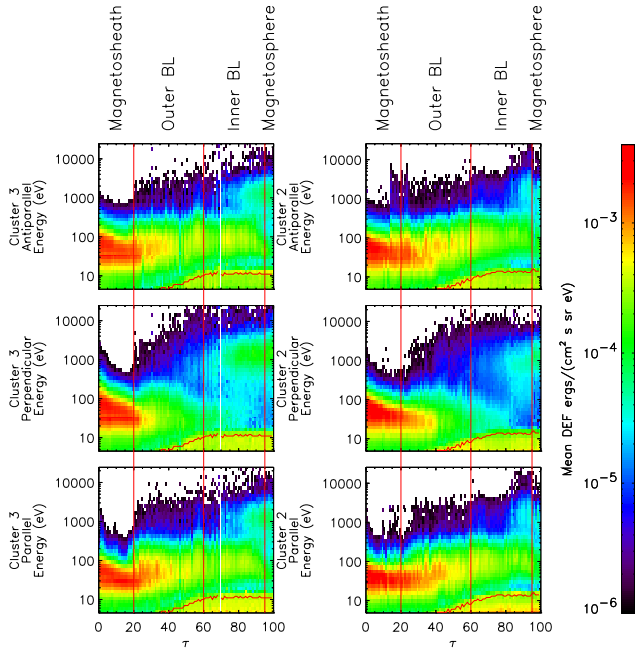 Magnetosheath
Outer BL
Inner BL
Magnetosphere
Magnetosheath
Outer BL
Inner BL
Magnetosphere
Cluster 3
Antiparallel
Energy (eV)
10000
1000
100
10
Cluster 2
Antiparallel
Energy (eV)
10000
1000
100
10
Cluster 3
Perpendicular
Energy (eV)
10000
1000
100
10
Cluster 2
Perpendicular
Energy (eV)
10000
1000
100
10
Cluster 3
Parallel
Energy (eV)
10000
1000
100
10
0 20 40 60 80 100
τ
Cluster 2
Parallel
Energy (eV)
10000
1000
100
10
0 20 40 60 80 100
τ
Mean DEF ergs/(cm² s sr eV)
10⁻³
10⁻⁴
10⁻⁵
10⁻⁶